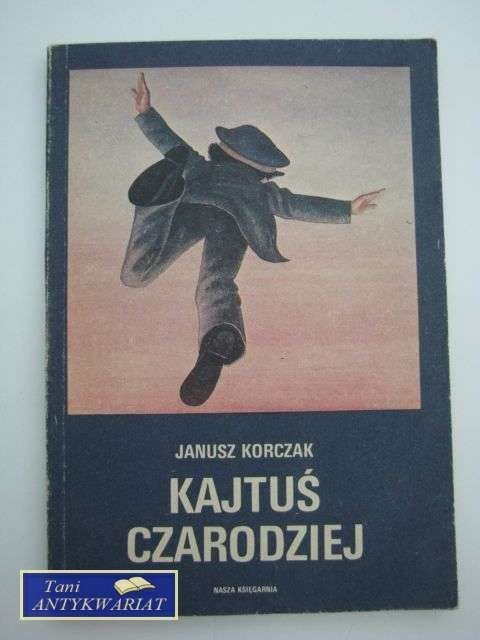 JANUSZ KORCZAK
KAJTUŚ
CZARODZIEJ
NASZA KSIĘGARNIA
Tani
ANTYKWARIAT